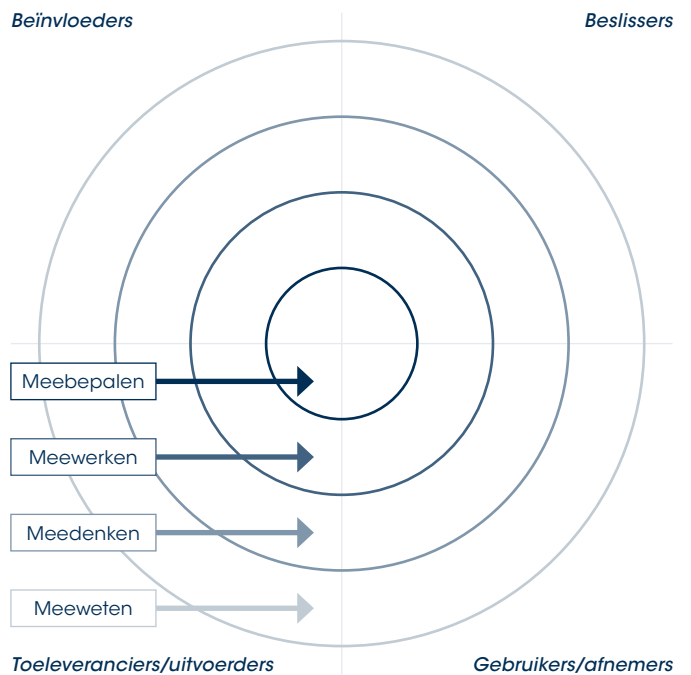 Beïnvloeders
Beslissers
Meebepalen
Meewerken
Meedenken
Meeweten
Toeleveranciers/uitvoerders
Gebruikers/afnemers